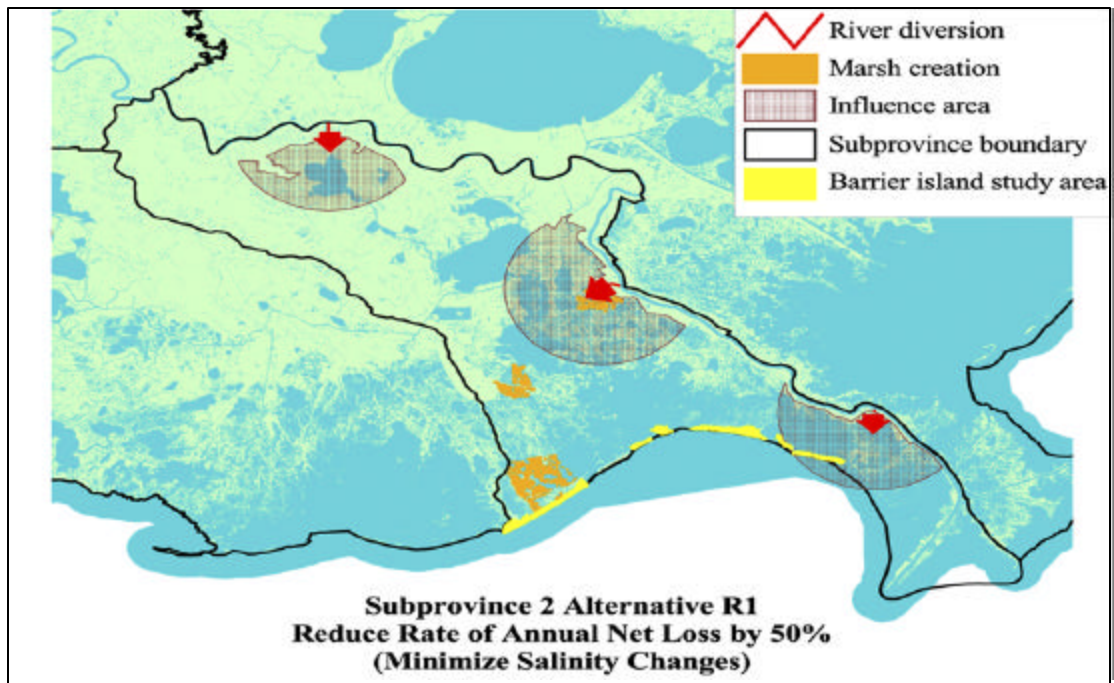 River diversion
Marsh creation
Influence area
Subprovince boundary
Barrier island study area
Subprovince 2 Alternative R1
Reduce Rate of Annual Net Loss by 50%
(Minimize Salinity Changes)